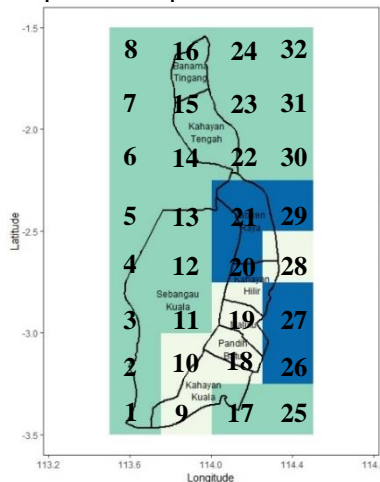 -1.5
8 16 24 32
Banama
Tingang
7 15 23 31
-2.0
Kahayan
Tengah
6 14 22 30
5 13 21 29
Raya
-2.5
4 12 20 28
Kahayan
Hilir
Sebangau
Kuala
3 11 19 27
-3.0
Pandih
2 10 18 26
Kahayan
Kuala
1 9 17 25
-3.5
113.2 113.6 114.0 114.4
Latitude
Longitude